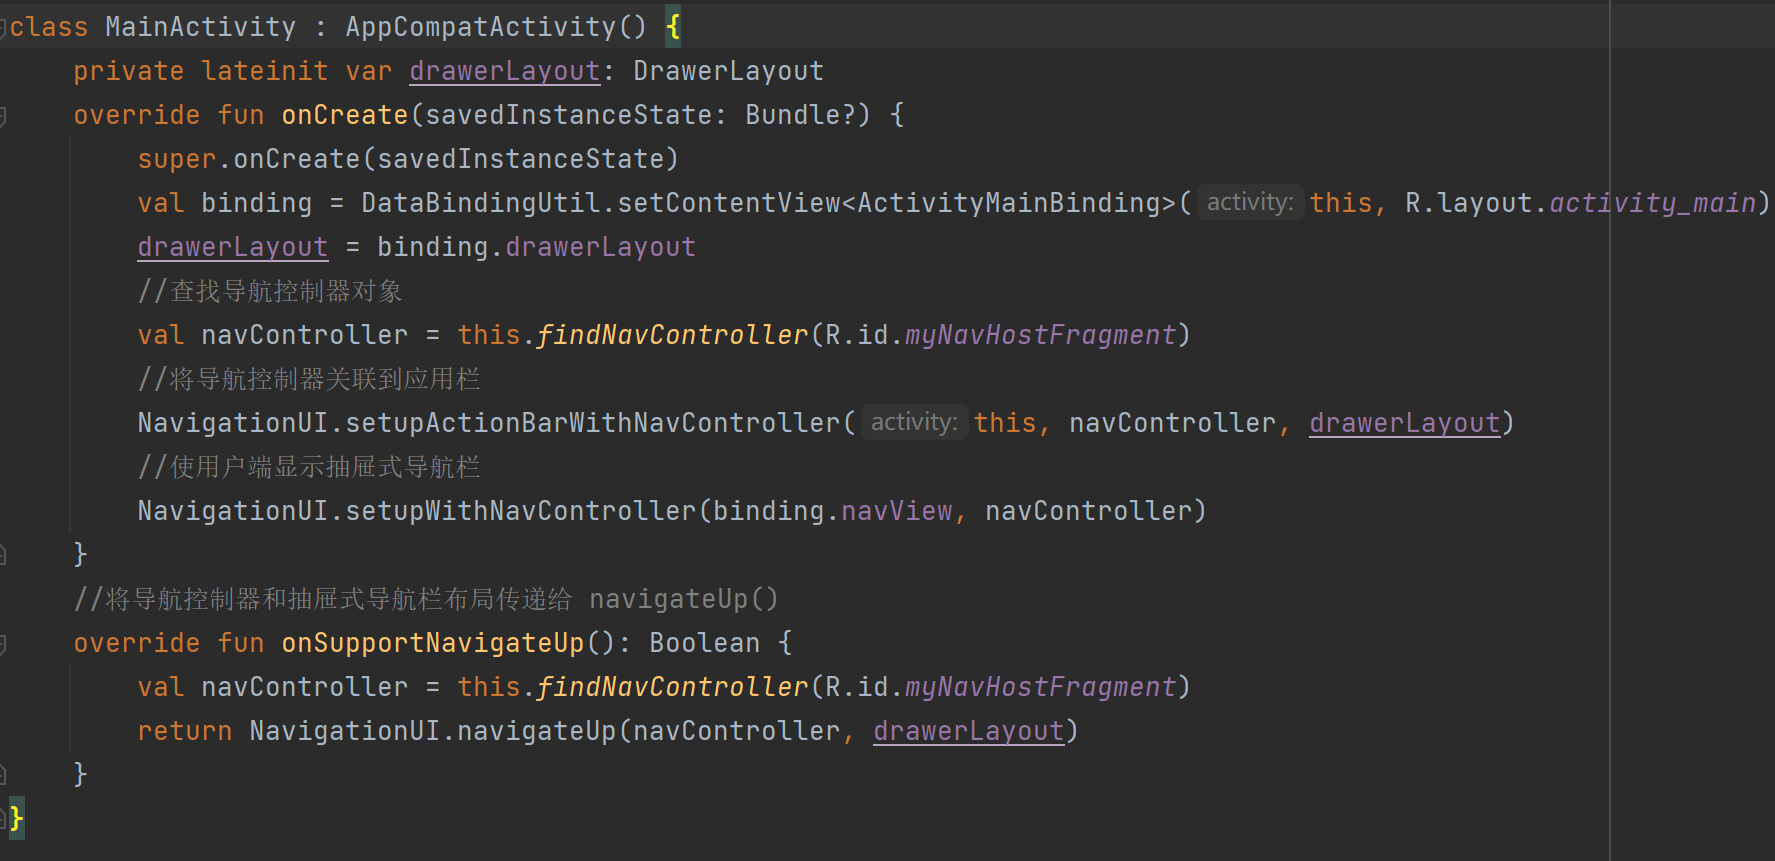 class MainActivity : AppCompatActivity() {
    private lateinit var drawerLayout: DrawerLayout
    override fun onCreate(savedInstanceState: Bundle?) {
        super.onCreate(savedInstanceState)
        val binding = DataBindingUtil.setContentView<ActivityMainBinding>( activity: this, R.layout.activity_main)
        drawerLayout = binding.drawerLayout
        //查找导航控制器对象
        val navController = this.findNavController(R.id.myNavHostFragment)
        //将导航控制器关联到应用栏
        NavigationUI.setupActionBarWithNavController( activity: this, navController, drawerLayout)
        //使用户端显示抽屉式导航栏
        NavigationUI.setupWithNavController(binding.navView, navController)
    }
    //将导航控制器和抽屉式导航栏布局传递给 navigateUp()
    override fun onSupportNavigateUp(): Boolean {
        val navController = this.findNavController(R.id.myNavHostFragment)
        return NavigationUI.navigateUp(navController, drawerLayout)
    }
}